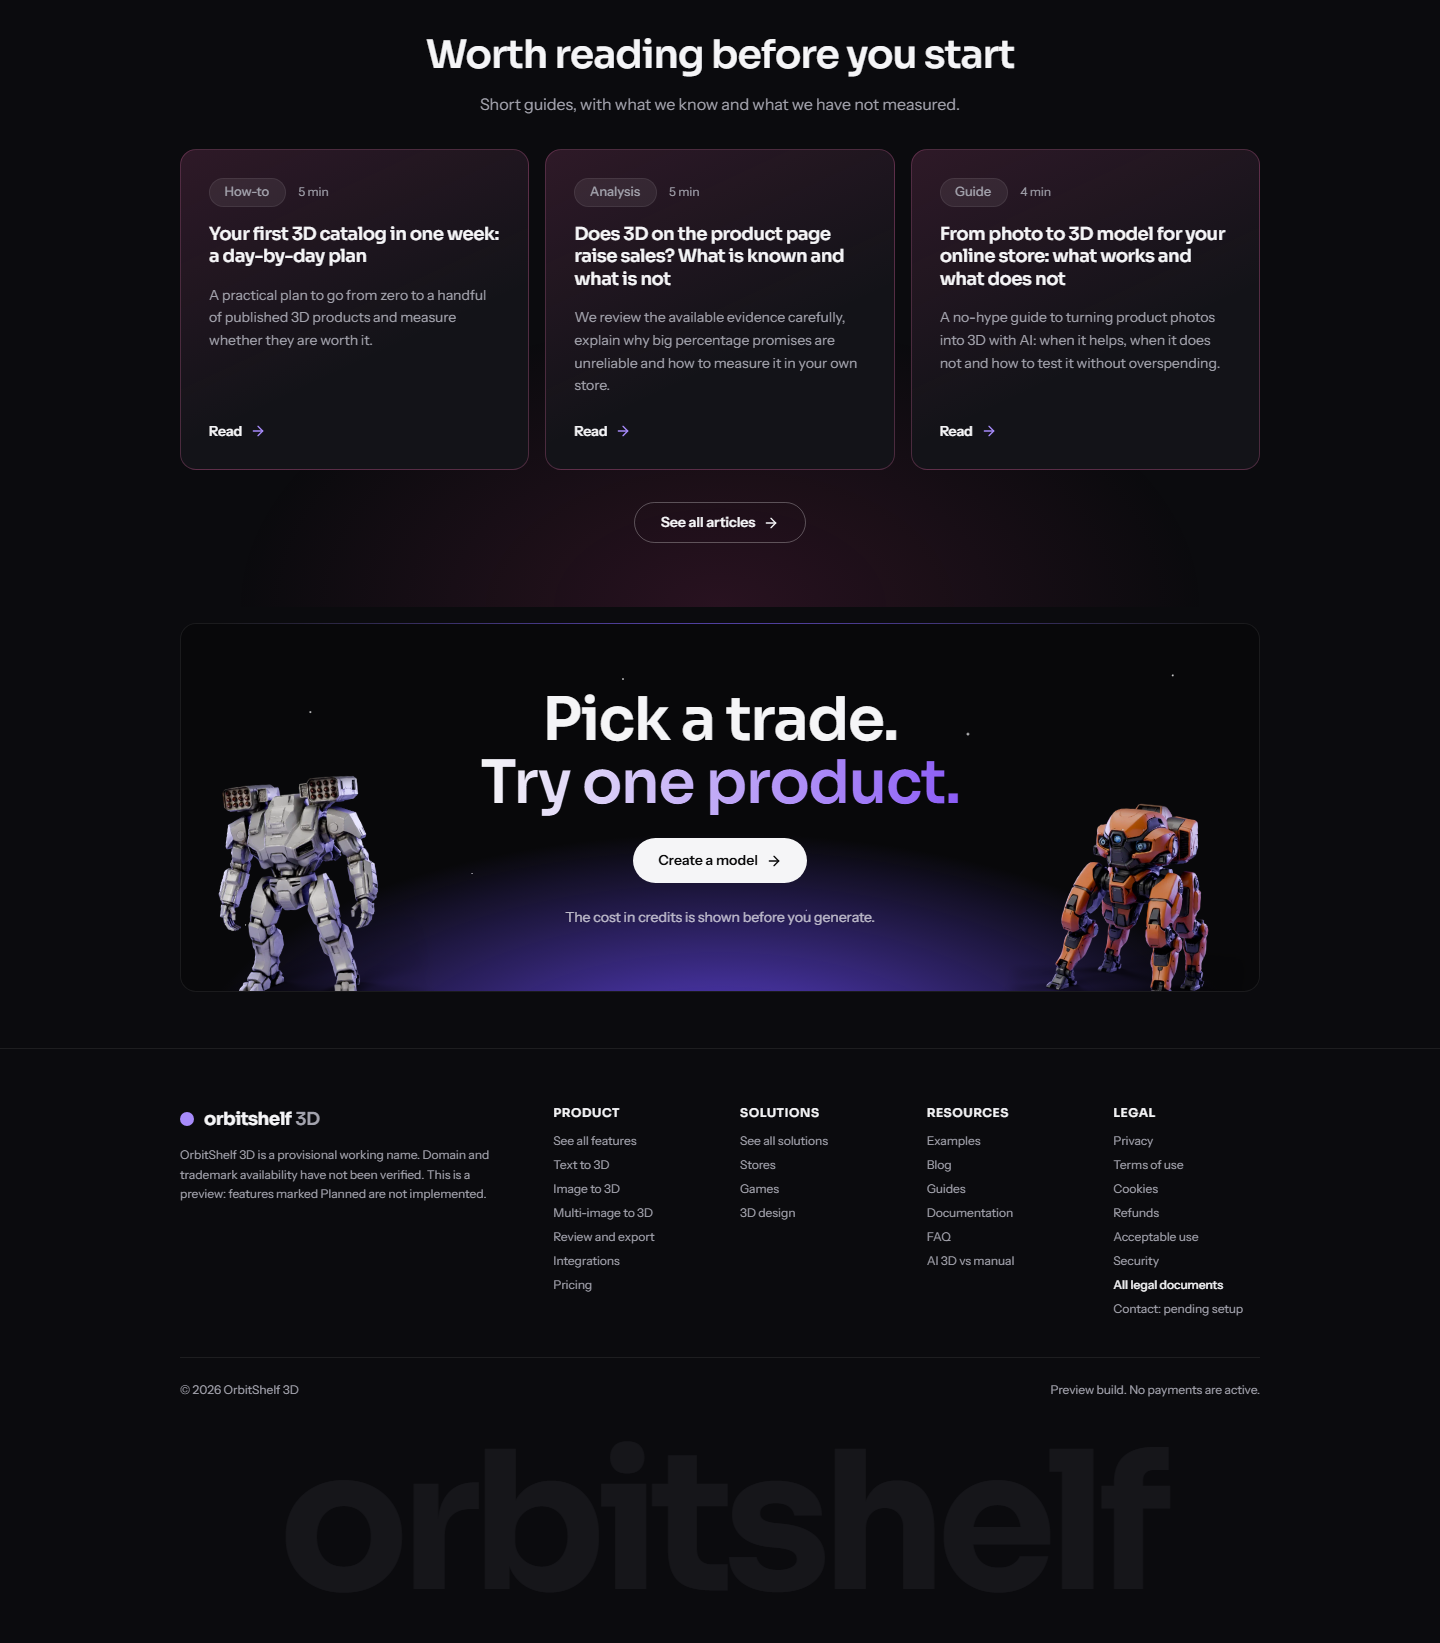 Worth reading before you start
Short guides, with what we know and what we have not measured.
How-to 5 min
Your first 3D catalog in one week:
a day-by-day plan
A practical plan to go from zero to a handful
of published 3D products and measure
whether they are worth it.
Read
Analysis 5 min
Does 3D on the product page
raise sales? What is known and
what is not
We review the available evidence carefully,
explain why big percentage promises are
unreliable and how to measure it in your own
store.
Read
Guide 4 min
From photo to 3D model for your
online store: what works and
what does not
A no-hype guide to turning product photos
into 3D with AI: when it helps, when it does
not and how to test it without overspending.
Read
See all articles
Pick a trade.
Try one product.
Create a model
The cost in credits is shown before you generate.
orbitshelf 3D
OrbitShelf 3D is a provisional working name. Domain and
trademark availability have not been verified. This is a
preview: features marked Planned are not implemented.
PRODUCT
See all features
Text to 3D
Image to 3D
Multi-image to 3D
Review and export
Integrations
Pricing
SOLUTIONS
See all solutions
Stores
Games
3D design
RESOURCES
Examples
Blog
Guides
Documentation
FAQ
AI 3D vs manual
LEGAL
Privacy
Terms of use
Cookies
Refunds
Acceptable use
Security
All legal documents
Contact: pending setup
© 2026 OrbitShelf 3D
Preview build. No payments are active.
orbitshelf